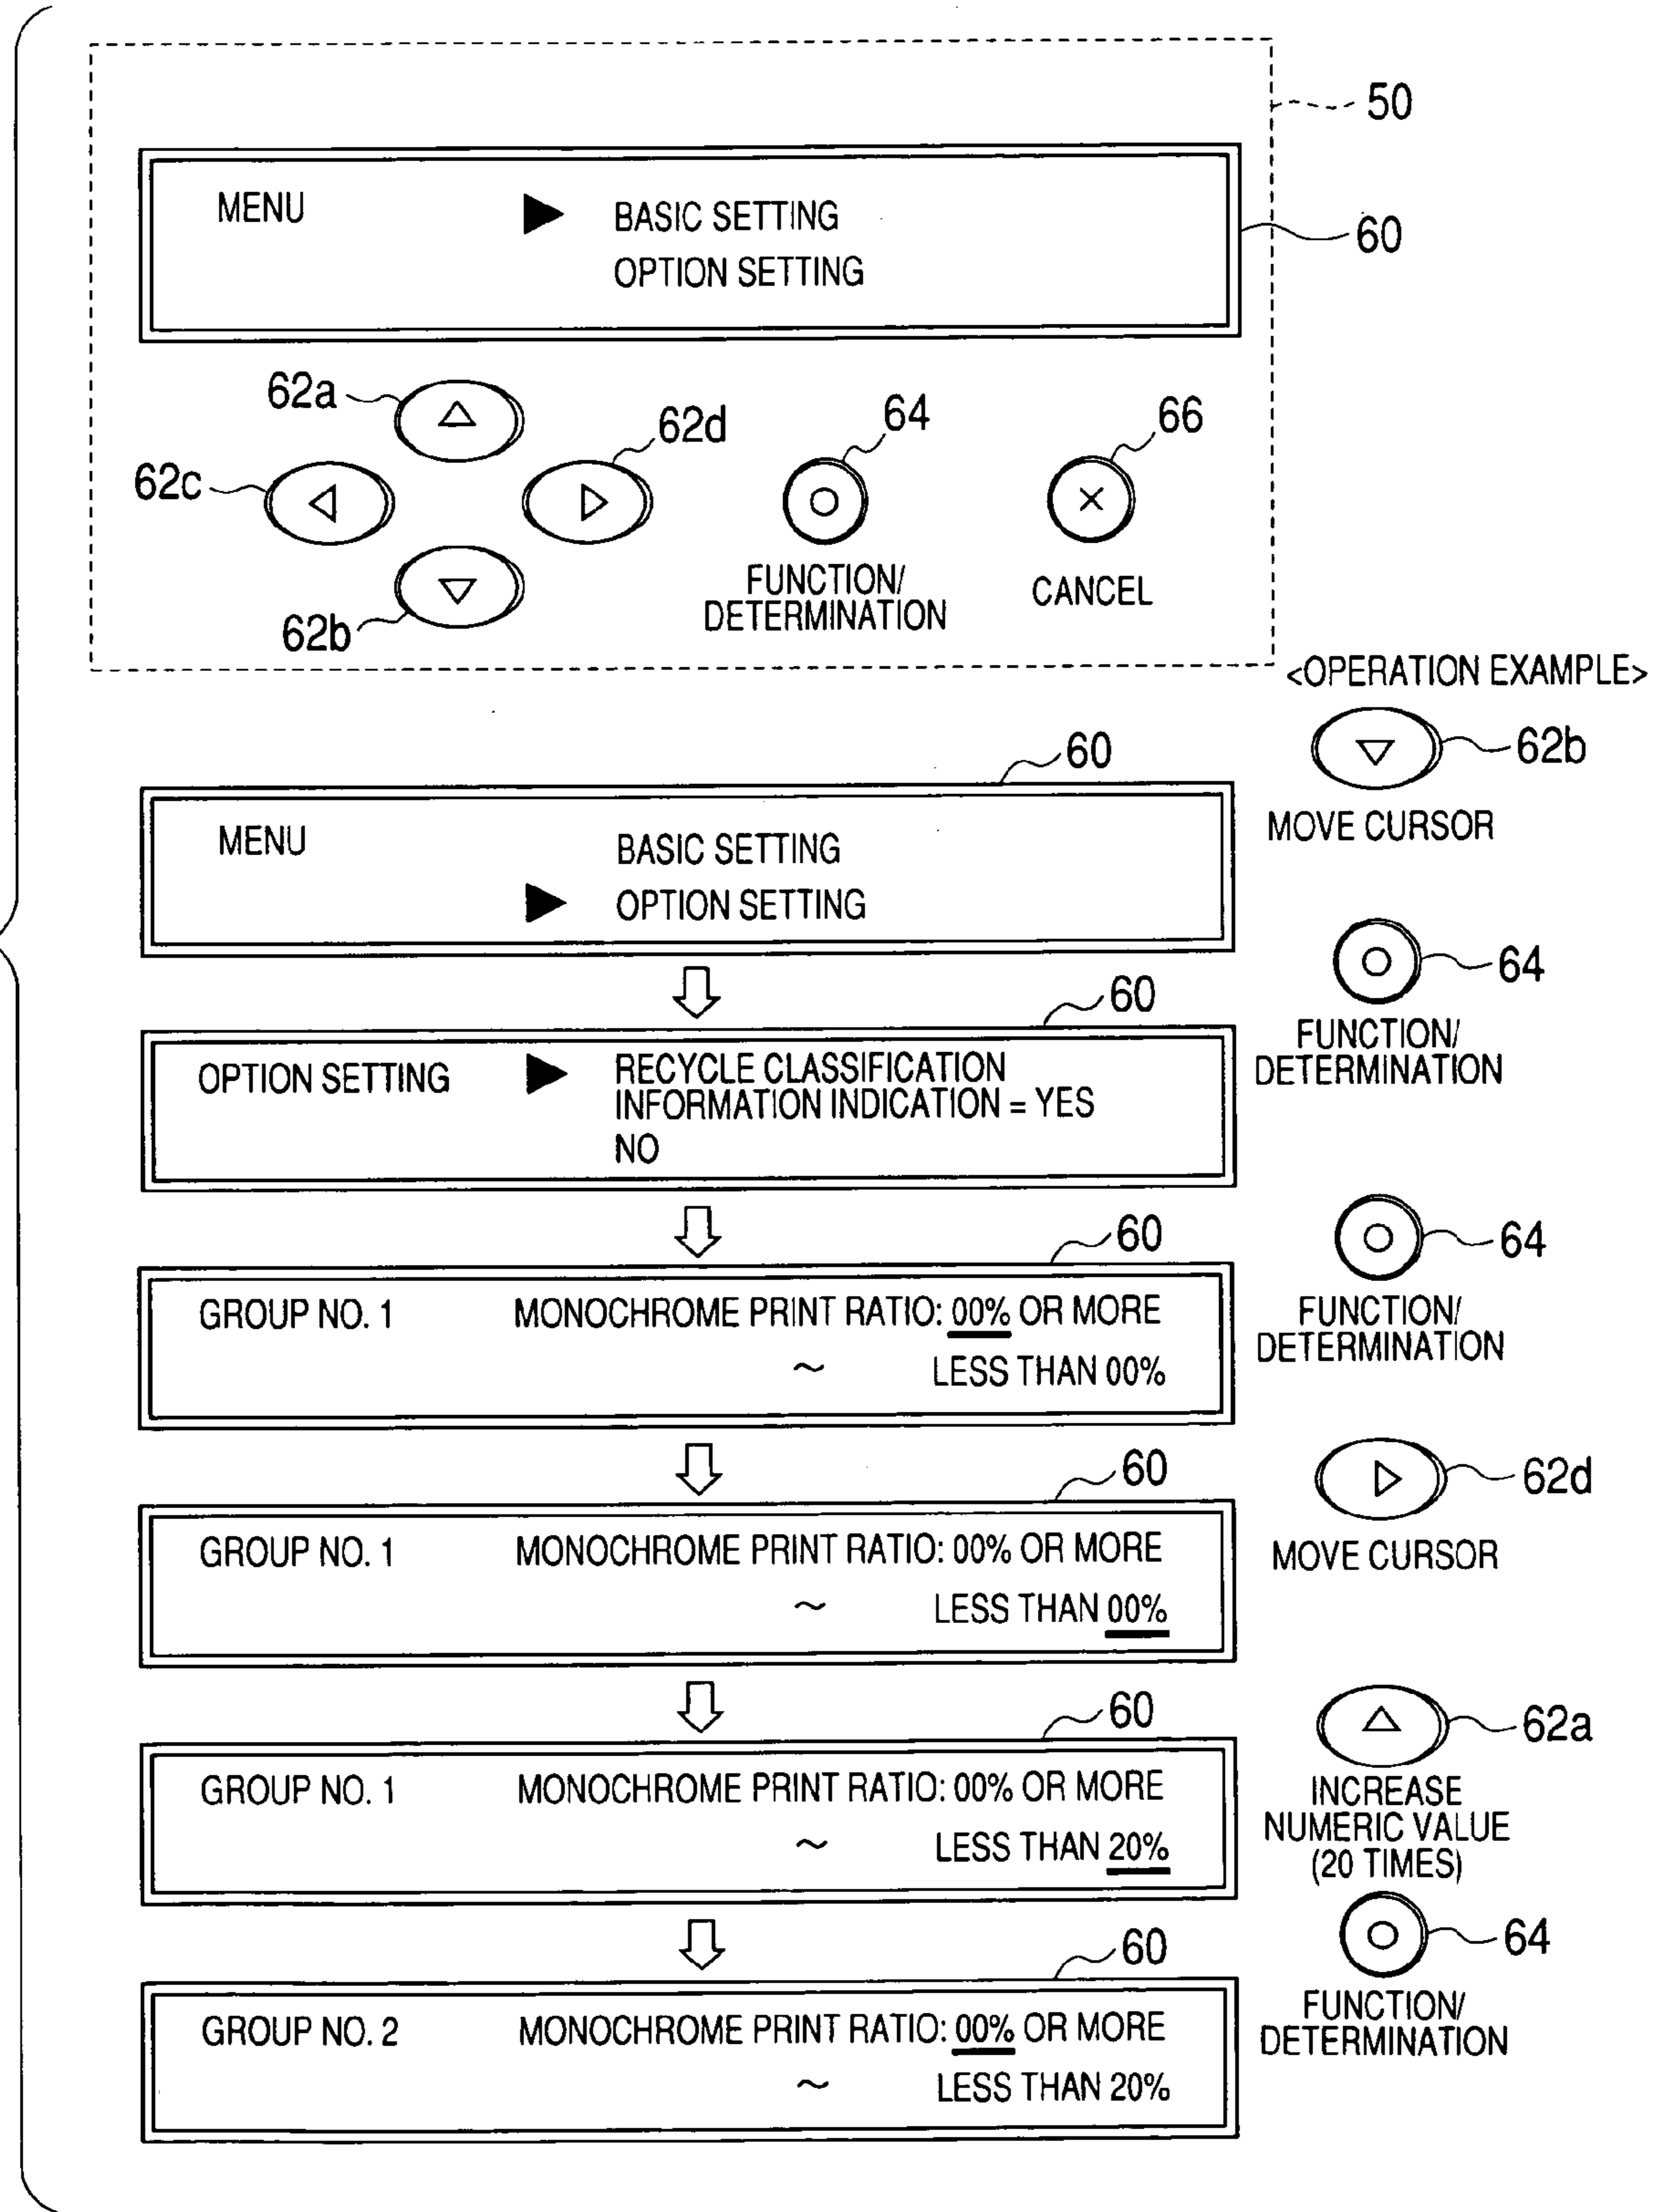 50
MENU ▶ BASIC SETTING
OPTION SETTING
60
62a
62d
64
66
62c
62b
FUNCTION/
DETERMINATION
CANCEL
<OPERATION EXAMPLE>
62b
MOVE CURSOR
60
MENU BASIC SETTING
▶ OPTION SETTING
64
FUNCTION/
DETERMINATION
60
OPTION SETTING ▶ RECYCLE CLASSIFICATION
INFORMATION INDICATION = YES
NO
64
FUNCTION/
DETERMINATION
60
GROUP NO. 1 MONOCHROME PRINT RATIO: 00% OR MORE
~ LESS THAN 00%
62d
MOVE CURSOR
60
GROUP NO. 1 MONOCHROME PRINT RATIO: 00% OR MORE
~ LESS THAN 00%
62a
INCREASE
NUMERIC VALUE
(20 TIMES)
60
GROUP NO. 1 MONOCHROME PRINT RATIO: 00% OR MORE
~ LESS THAN 20%
64
FUNCTION/
DETERMINATION
60
GROUP NO. 2 MONOCHROME PRINT RATIO: 00% OR MORE
~ LESS THAN 20%